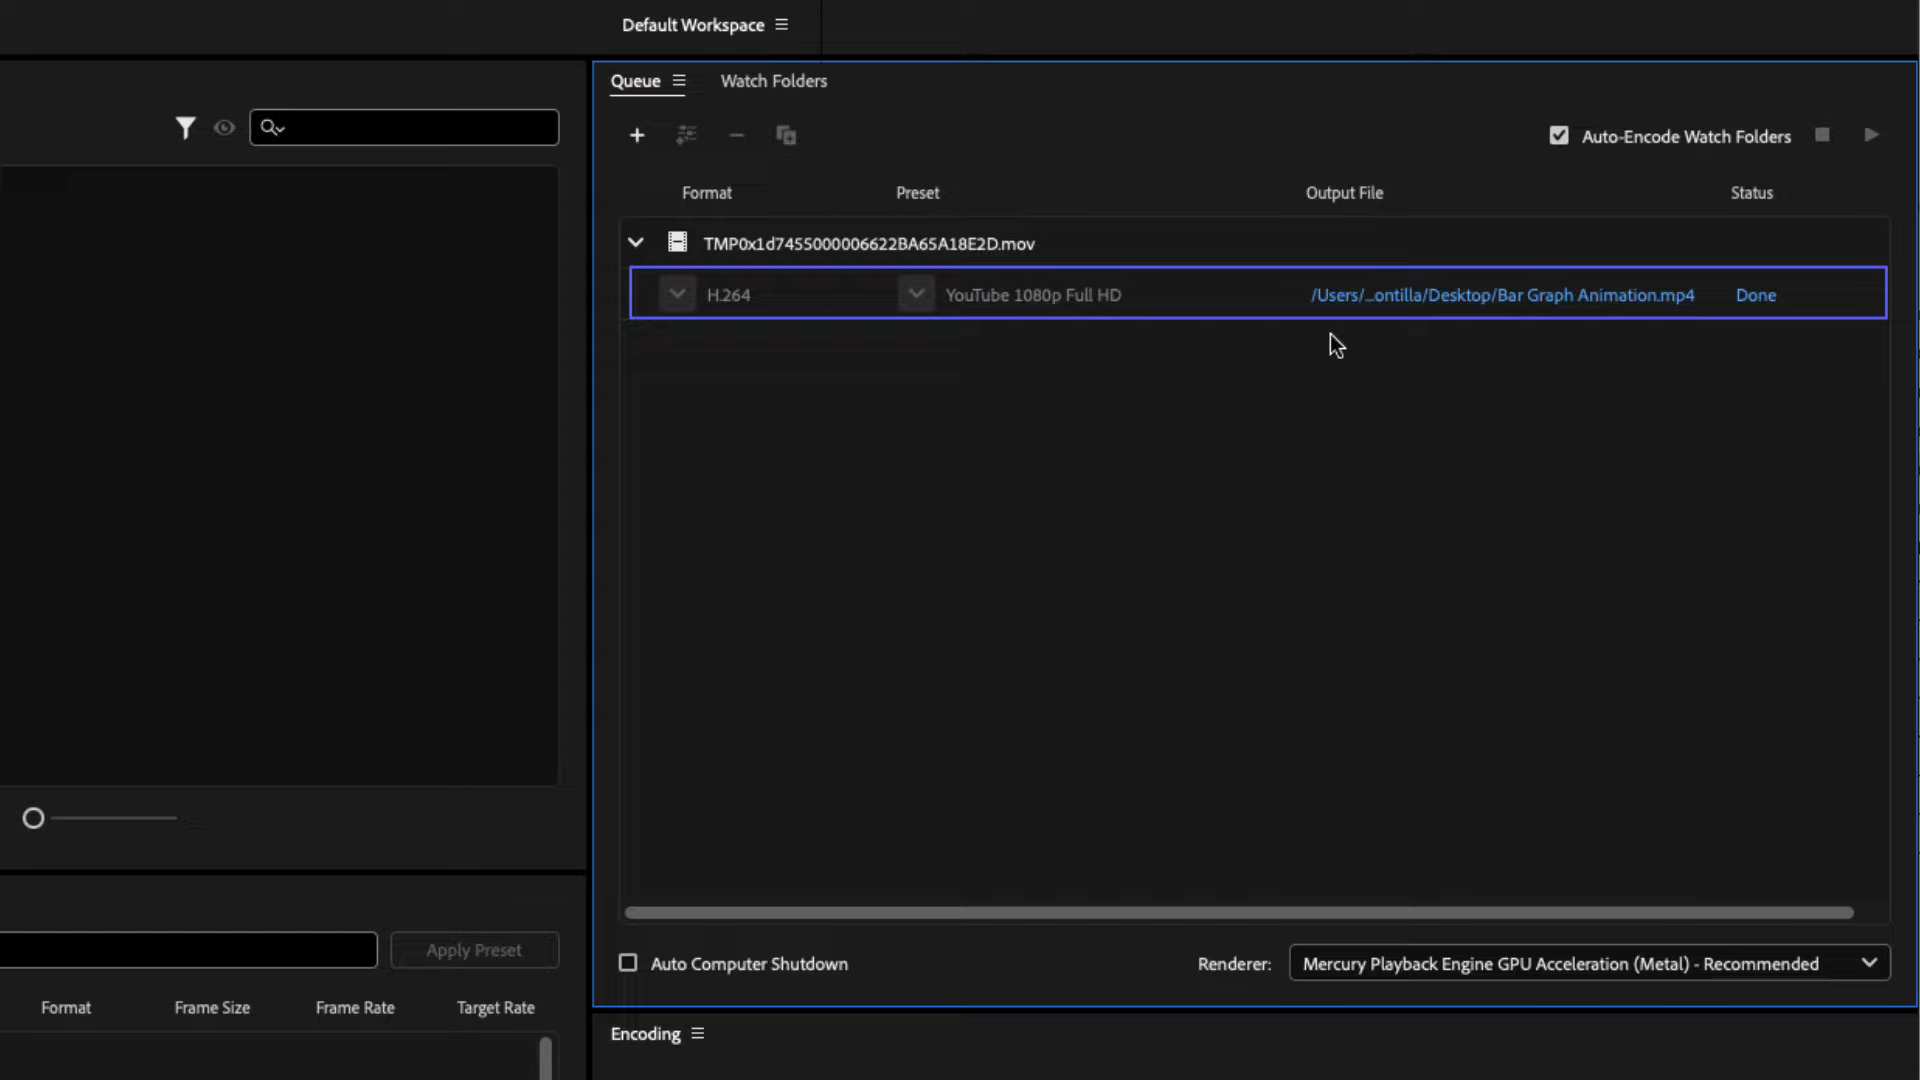 Default Workspace
Queue
Watch Folders
Auto-Encode Watch Folders
Format
Preset
Output File
Status
TMP0x1d7455000006622BA65A18E2D.mov
H.264
YouTube 1080p Full HD
/Users/...ontilla/Desktop/Bar Graph Animation.mp4
Done
Auto Computer Shutdown
Renderer:
Mercury Playback Engine GPU Acceleration (Metal) - Recommended
Apply Preset
Format
Frame Size
Frame Rate
Target Rate
Encoding